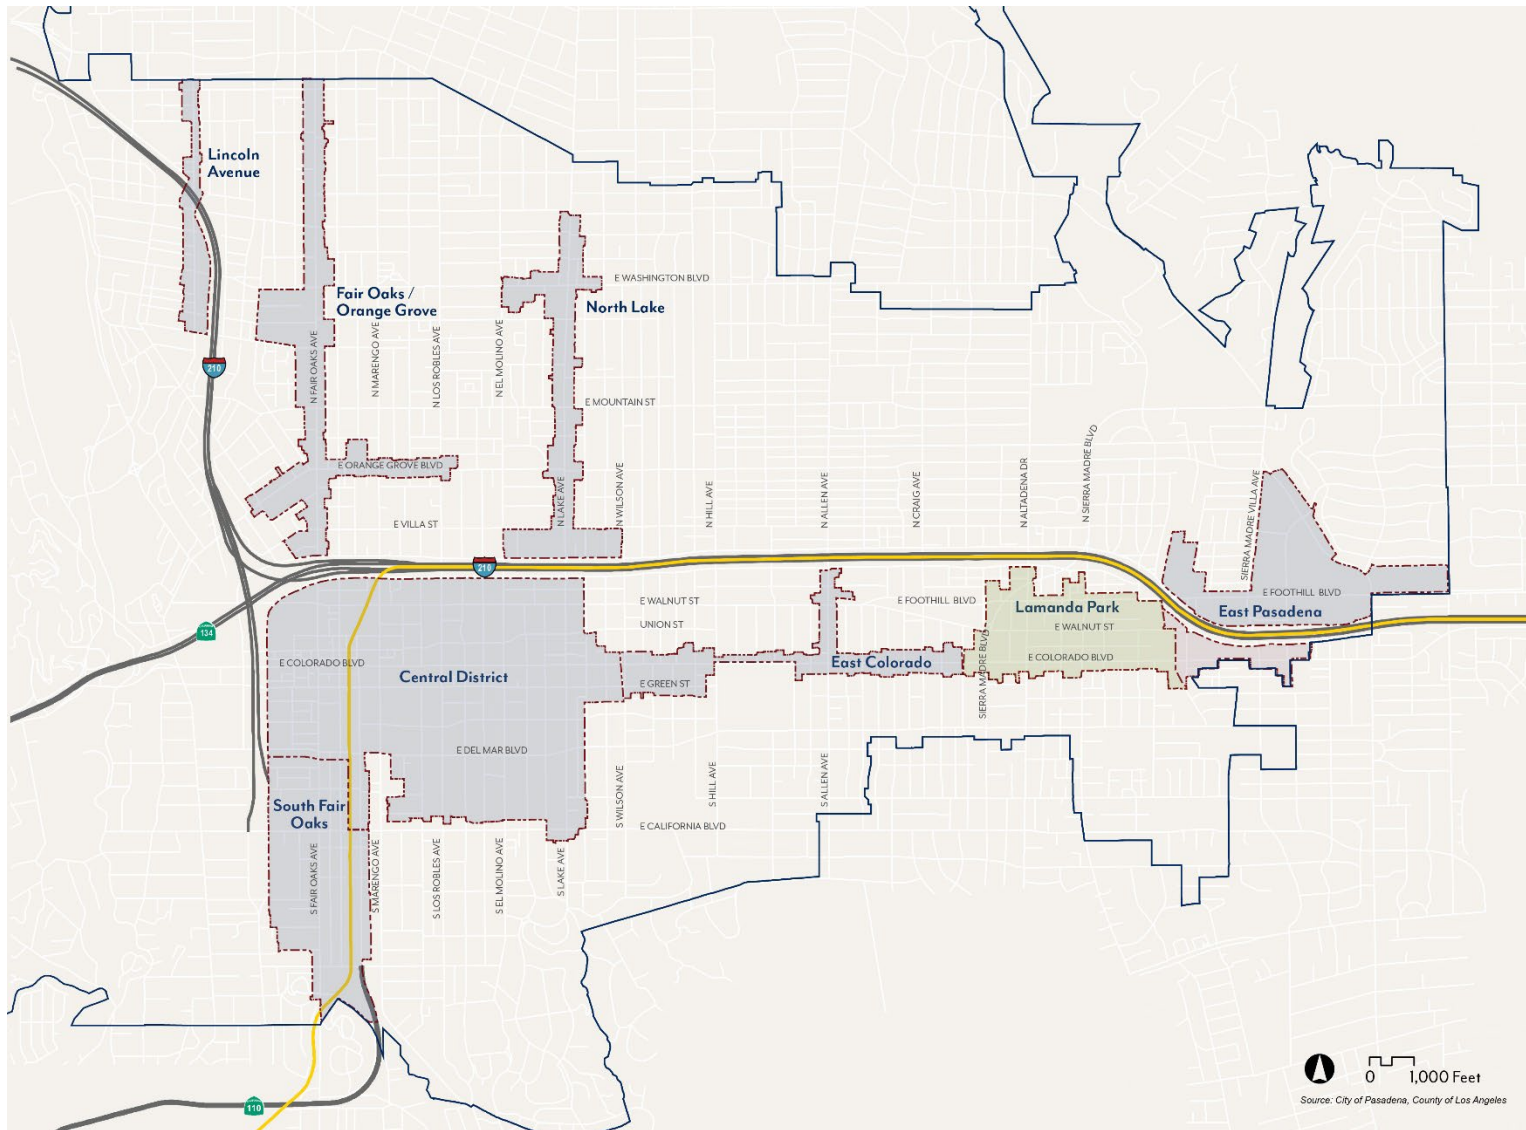 Lincoln
Avenue
Fair Oaks /
Orange Grove
North Lake
E WASHINGTON BLVD
N FAIR OAKS AVE
N MARENGO AVE
N LOS ROBLES AVE
N EL MOLINO AVE
E MOUNTAIN ST
210
E ORANGE GROVE BLVD
E VILLA ST
N LAKE AVE
N WILSON AVE
N HILL AVE
N ALLEN AVE
N CRAIG AVE
N ALTADENA DR
N SIERRA MADRE BLVD
SIERRA MADRE VILLA AVE
210
E FOOTHILL BLVD
East Pasadena
E WALNUT ST
UNION ST
E FOOTHILL BLVD
Lamanda Park
E WALNUT ST
134
E COLORADO BLVD
Central District
E GREEN ST
East Colorado
E COLORADO BLVD
SIERRA MADRE BLVD
E DEL MAR BLVD
South Fair
Oaks
S WILSON AVE
S HILL AVE
S ALLEN AVE
E CALIFORNIA BLVD
S FAIR OAKS AVE
S MARENGO AVE
S LOS ROBLES AVE
S EL MOLINO AVE
S LAKE AVE
110
0 1,000 Feet
Source: City of Pasadena, County of Los Angeles